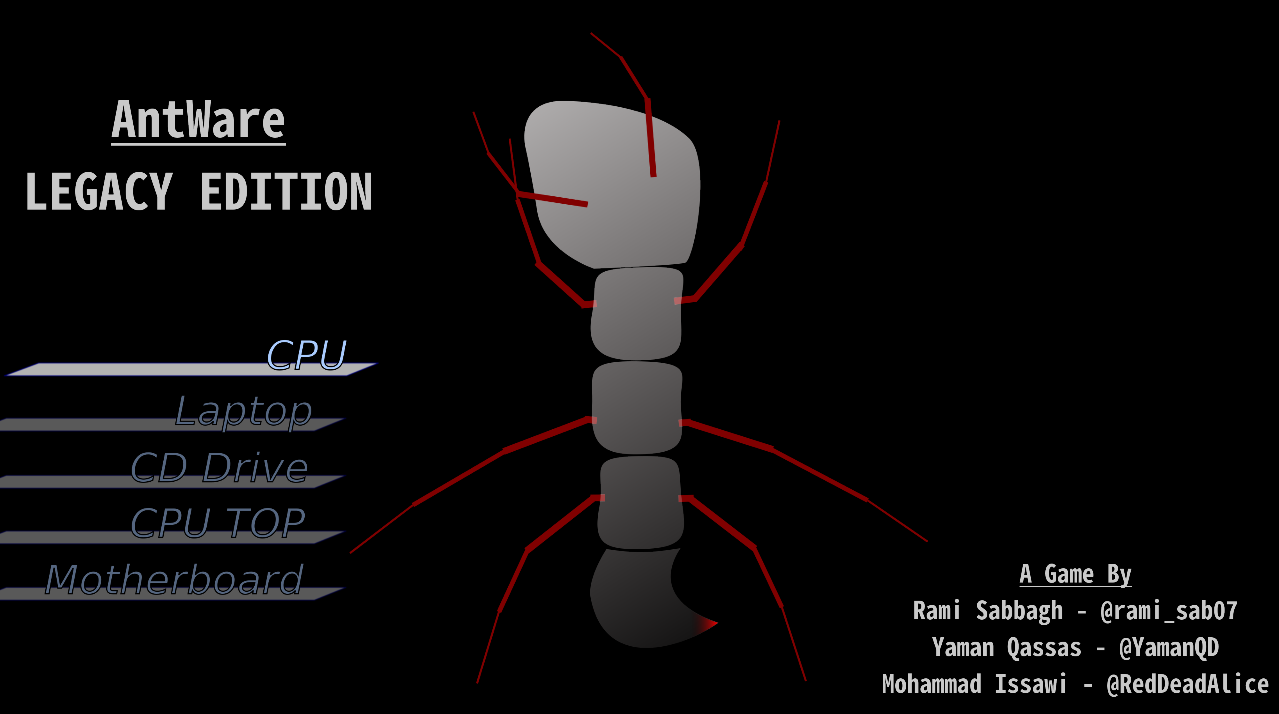 AntWare
LEGACY EDITION
CPU
Laptop
CD Drive
CPU TOP
Motherboard
A Game By
Rami Sabbagh - @rami_sab07
Yaman Qassas - @YamanQD
Mohammad Issawi - @RedDeadAlice